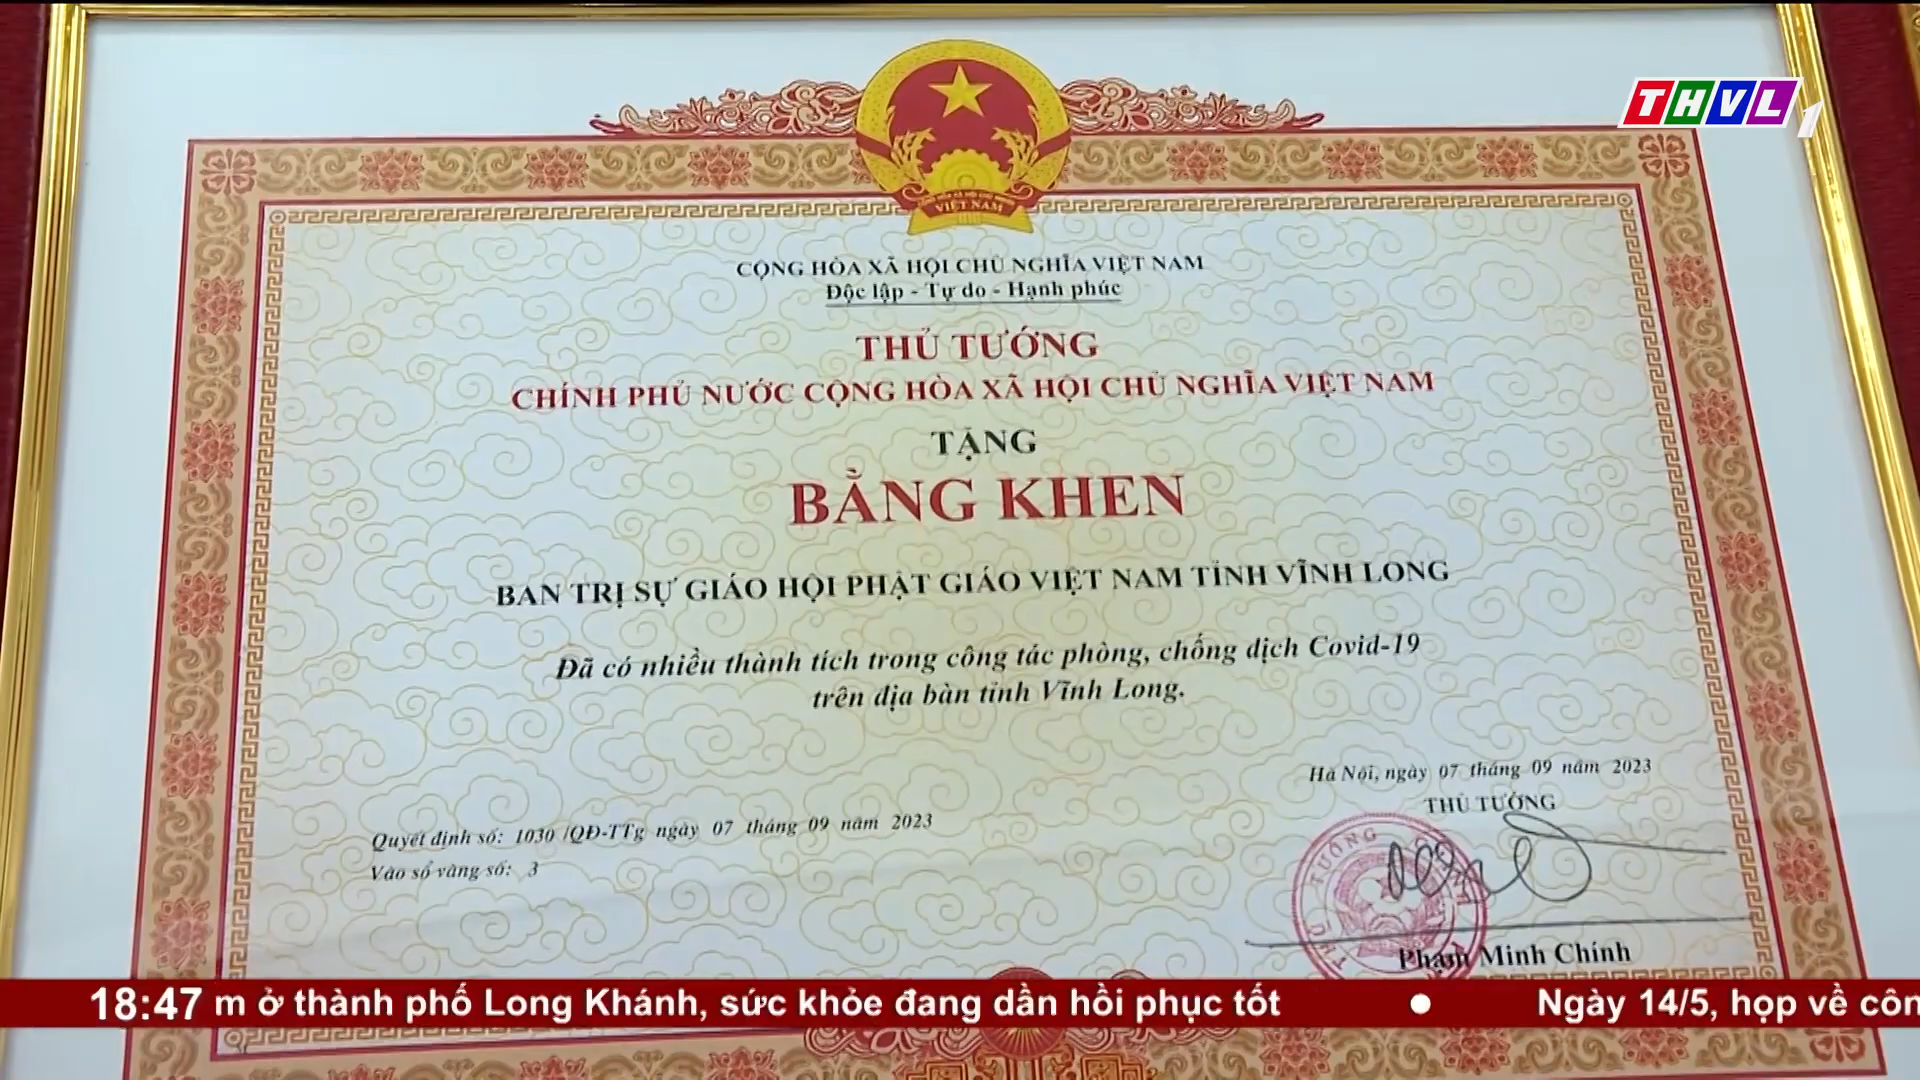 THVL1
VIỆT NAM
CỘNG HÒA XÃ HỘI CHỦ NGHĨA VIỆT NAM
Độc lập - Tự do - Hạnh phúc
THỦ TƯỚNG
CHÍNH PHỦ NƯỚC CỘNG HÒA XÃ HỘI CHỦ NGHĨA VIỆT NAM
TẶNG
BẰNG KHEN
BAN TRỊ SỰ GIÁO HỘI PHẬT GIÁO VIỆT NAM TỈNH VĨNH LONG
Đã có nhiều thành tích trong công tác phòng, chống dịch Covid-19
trên địa bàn tỉnh Vĩnh Long.
Hà Nội, ngày 07 tháng 09 năm 2023
THỦ TƯỚNG
Quyết định số: 1030 /QĐ-TTg ngày 07 tháng 09 năm 2023
Vào sổ vàng số: 3
THỦ TƯỚNG
Phạm Minh Chính
18:47 m ở thành phố Long Khánh, sức khỏe đang dần hồi phục tốt • Ngày 14/5, họp về côn